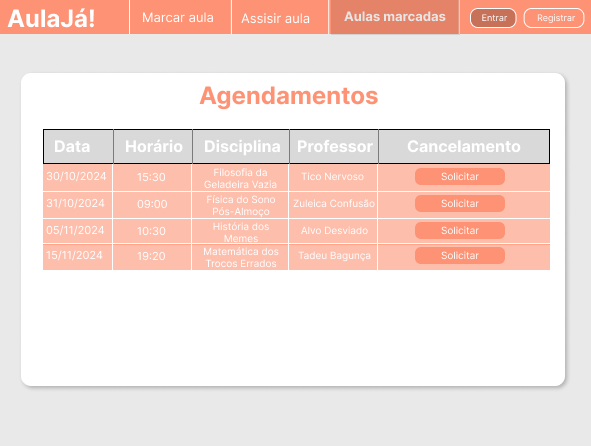 AulaJá! Marcar aula Assisir aula Aulas marcadas Entrar Registrar
Agendamentos
Data Horário Disciplina Professor Cancelamento
30/10/2024 15:30 Filosofia da Geladeira Vazia Tico Nervoso Solicitar
31/10/2024 09:00 Física do Sono Pós-Almoço Zuleica Confusão Solicitar
05/11/2024 10:30 História dos Memes Alvo Desviado Solicitar
15/11/2024 19:20 Matemática dos Trocos Errados Tadeu Bagunça Solicitar